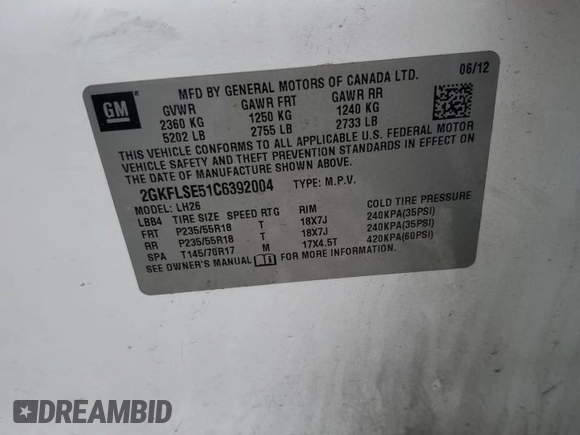 GM
MFD BY GENERAL MOTORS OF CANADA LTD. 06/12
GVWR GAWR FRT GAWR RR
2360 KG 1250 KG 1240 KG
5202 LB 2755 LB 2733 LB
THIS VEHICLE CONFORMS TO ALL APPLICABLE U.S. FEDERAL MOTOR
VEHICLE SAFETY AND THEFT PREVENTION STANDARDS IN EFFECT ON
THE DATE OF MANUFACTURE SHOWN ABOVE.
2GKFLSE51C6392004 TYPE: M.P.V.
MODEL: LH26
LBB4 TIRE SIZE SPEED RTG RIM COLD TIRE PRESSURE
FRT P235/55R18 T 18X7J 240KPA(35PSI)
RR P235/55R18 T 18X7J 240KPA(35PSI)
SPA T145/70R17 M 17X4.5T 420KPA(60PSI)
SEE OWNER'S MANUAL FOR MORE INFORMATION.
DREAMBID